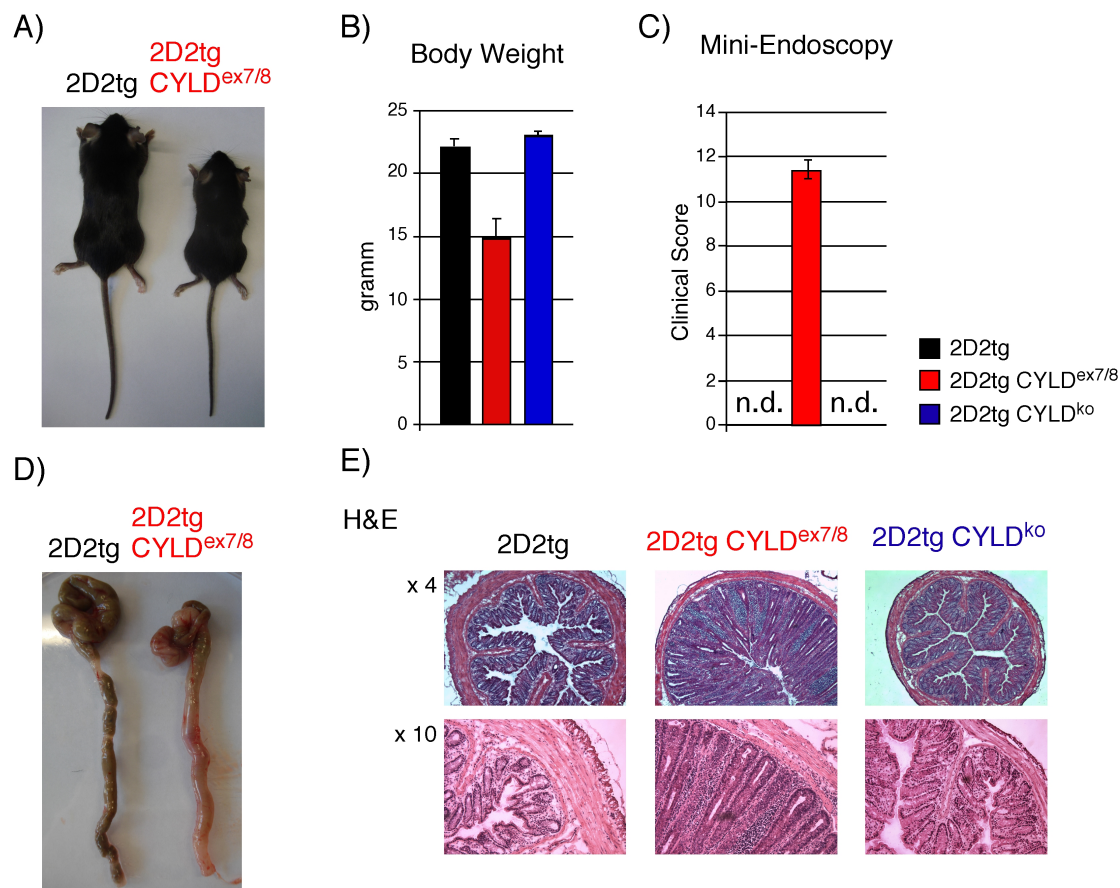 A)
2D2tg
2D2tg
CYLDex7/8
B)
Body Weight
gramm
25
20
15
10
5
0
C)
Mini-Endoscopy
Clinical Score
14
12
10
8
6
4
2
0
n.d.
n.d.
2D2tg
2D2tg CYLDex7/8
2D2tg CYLDko
D)
2D2tg
2D2tg
CYLDex7/8
E)
H&E
2D2tg
2D2tg CYLDex7/8
2D2tg CYLDko
x 4
x 10